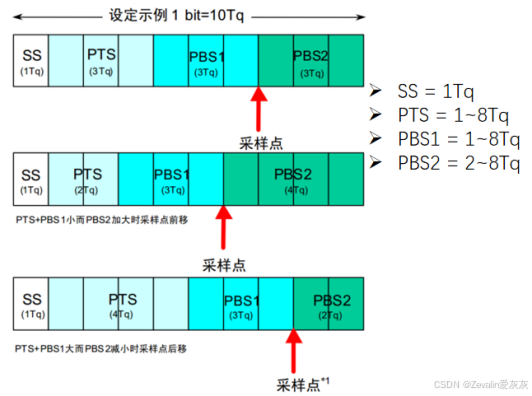 设定示例 1 bit=10Tq
SS PTS PBS1 PBS2
(1Tq) (3Tq) (3Tq) (3Tq)
采样点
➤ SS = 1Tq
➤ PTS = 1~8Tq
➤ PBS1 = 1~8Tq
➤ PBS2 = 2~8Tq
SS PTS PBS1 PBS2
(1Tq) (2Tq) (3Tq) (4Tq)
PTS+PBS1小而PBS2加大时采样点前移
采样点
SS PTS PBS1 PBS2
(1Tq) (4Tq) (3Tq) (2Tq)
PTS+PBS1大而PBS2减小时采样点后移
采样点*1
CSDN @Zevalin爱灰灰